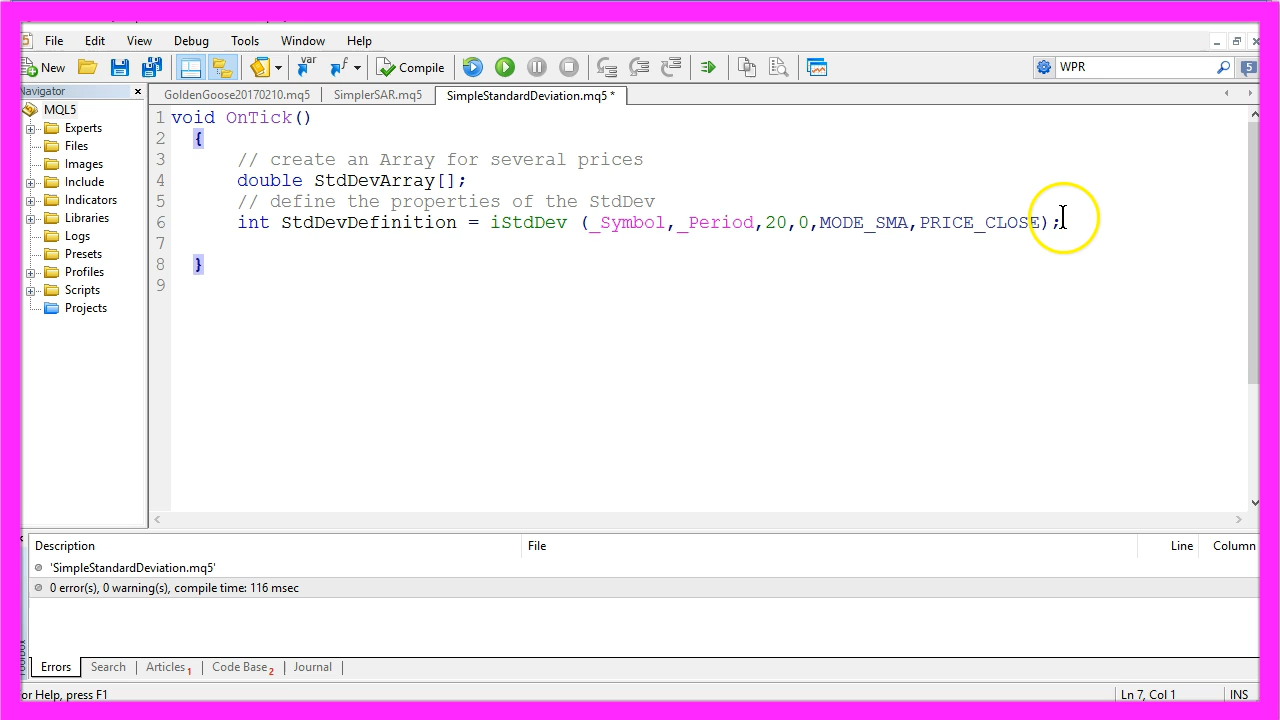 File Edit View Debug Tools Window Help
New var Compile WPR 5
Navigator × GoldenGoose20170210.mq5 SimplerSAR.mq5 SimpleStandardDeviation.mq5 *
MQL5
Experts
Files
Images
Include
Indicators
Libraries
Logs
Presets
Profiles
Scripts
Projects
1 void OnTick()
2 {
3 // create an Array for several prices
4 double StdDevArray[];
5 // define the properties of the StdDev
6 int StdDevDefinition = iStdDev (_Symbol,_Period,20,0,MODE_SMA,PRICE_CLOSE);
7
8 }
9
Description File Line Column
'SimpleStandardDeviation.mq5'
0 error(s), 0 warning(s), compile time: 116 msec
Toolbox
Errors Search Articles 1 Code Base 2 Journal
or Help, press F1 Ln 7, Col 1 INS